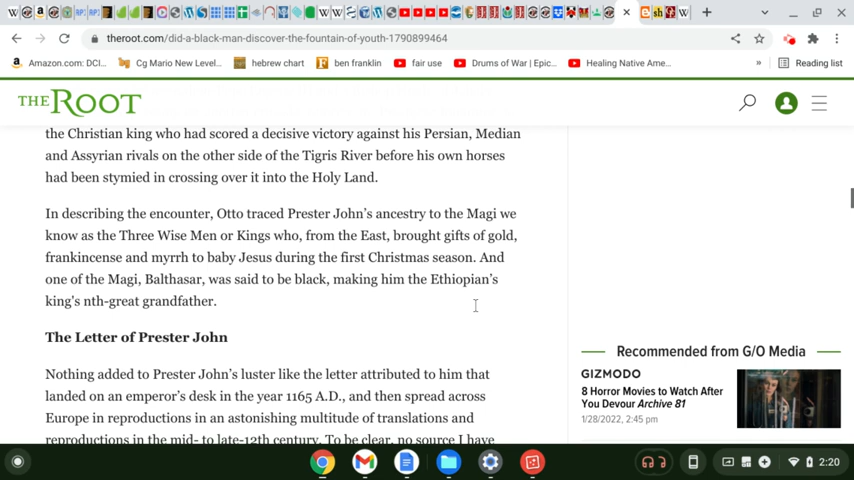 theroot.com/did-a-black-man-discover-the-fountain-of-youth-1790899464
Amazon.com: DCI...
Cg Mario New Level...
hebrew chart
ben franklin
fair use
Drums of War | Epic...
Healing Native Ame...
»
Reading list
THE ROOT
the Christian king who had scored a decisive victory against his Persian, Median
and Assyrian rivals on the other side of the Tigris River before his own horses
had been stymied in crossing over it into the Holy Land.
In describing the encounter, Otto traced Prester John's ancestry to the Magi we
know as the Three Wise Men or Kings who, from the East, brought gifts of gold,
frankincense and myrrh to baby Jesus during the first Christmas season. And
one of the Magi, Balthasar, was said to be black, making him the Ethiopian's
king's nth-great grandfather.
The Letter of Prester John
Nothing added to Prester John's luster like the letter attributed to him that
landed on an emperor's desk in the year 1165 A.D., and then spread across
Europe in reproductions in an astonishing multitude of translations and
reproductions in the mid- to late-12th century. To be clear, no source I have
Recommended from G/O Media
GIZMODO
8 Horror Movies to Watch After
You Devour Archive 81
1/28/2022, 2:45 pm
2:20